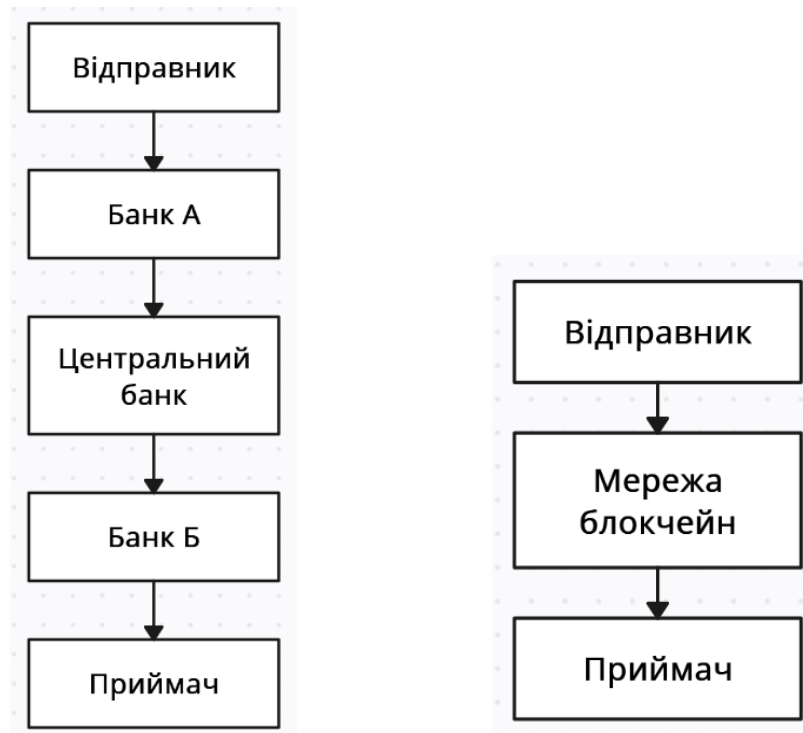 Відправник
Банк А
Центральний
банк
Банк Б
Приймач
Відправник
Мережа
блокчейн
Приймач